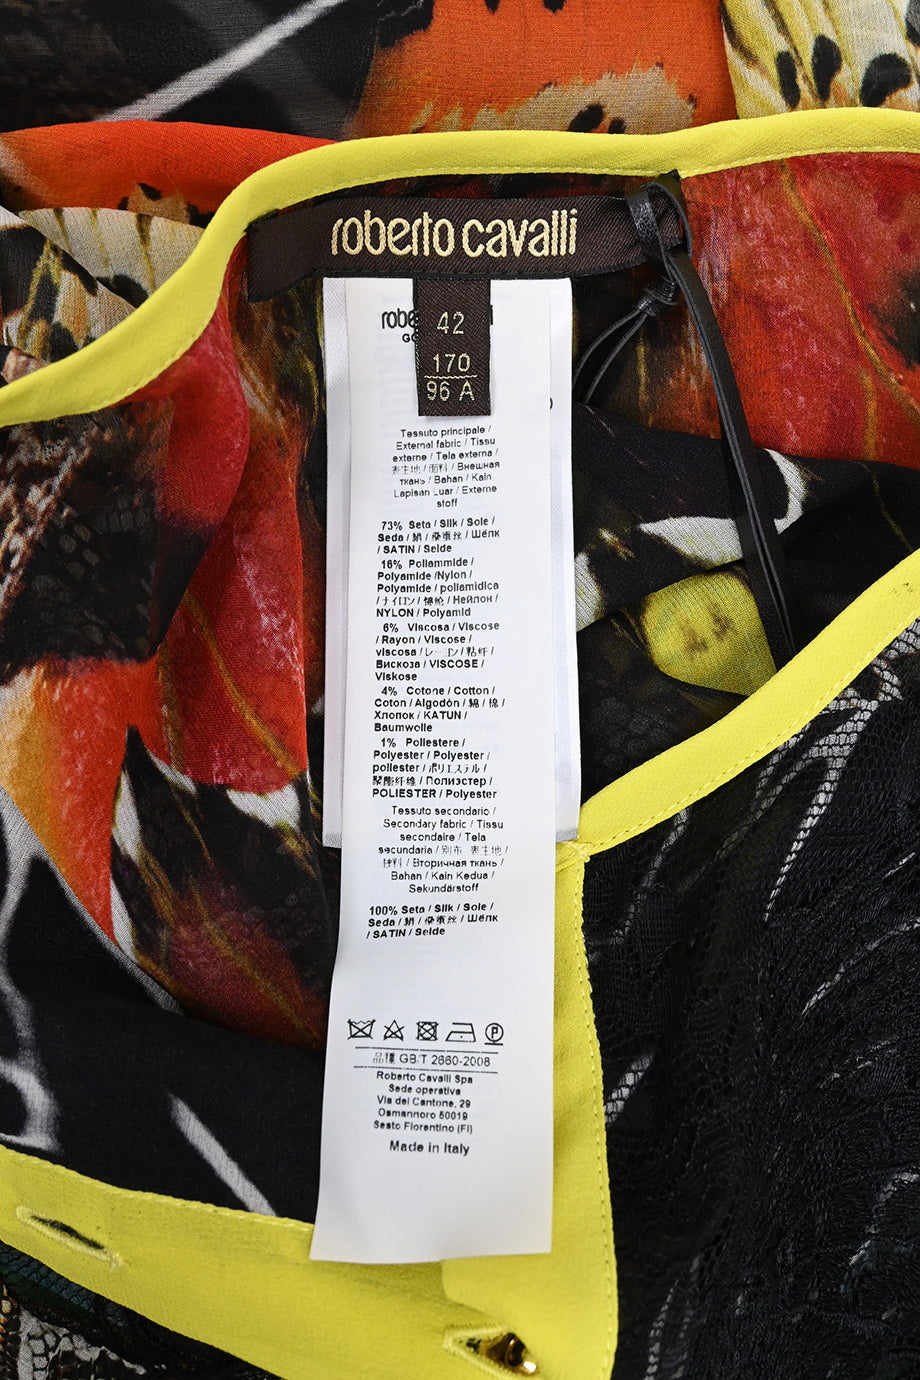 roberto cavalli
robe
GO
42
170
96 A
Tessuto principale /
External fabric / Tissu
externe / Tela externa /
表生地 / 面料 / Внешная
ткань / Bahan / Kain
Lapisan Luar / Externe
stoff
73% Seta / Silk / Soie /
Seda / 絹 / 桑蚕丝 / Шёлк
/ SATIN / Seide
16% Poliammide /
Polyamide /Nylon /
Polyamide / poliamidica
/ ナイロン / 锦纶 / Нейлон /
NYLON / Polyamid
6% Viscosa / Viscose
/ Rayon / Viscose /
viscosa / レーヨン / 粘纤 /
Вискоза / VISCOSE /
Viskose
4% Cotone / Cotton /
Coton / Algodón / 綿 / 棉 /
Хлопок / KATUN /
Baumwolle
1% Poliestere /
Polyester / Polyester /
poliester / ポリエステル /
聚酯纤维 / Полиэстер /
POLIESTER / Polyester
Tessuto secondario /
Secondary fabric / Tissu
secondaire / Tela
secundaria / 別布 表生地 /
挂料 / Вторичная ткань /
Bahan / Kain Kedua /
Sekundärstoff
100% Seta / Silk / Soie /
Seda / 絹 / 桑蚕丝 / Шёлк
/ SATIN / Seide
P
GB/T 2660-2008
Roberto Cavalli Spa
Sede operativa
Via del Cantone, 29
Osmannoro 50019
Sesto Fiorentino (FI)
Made in Italy